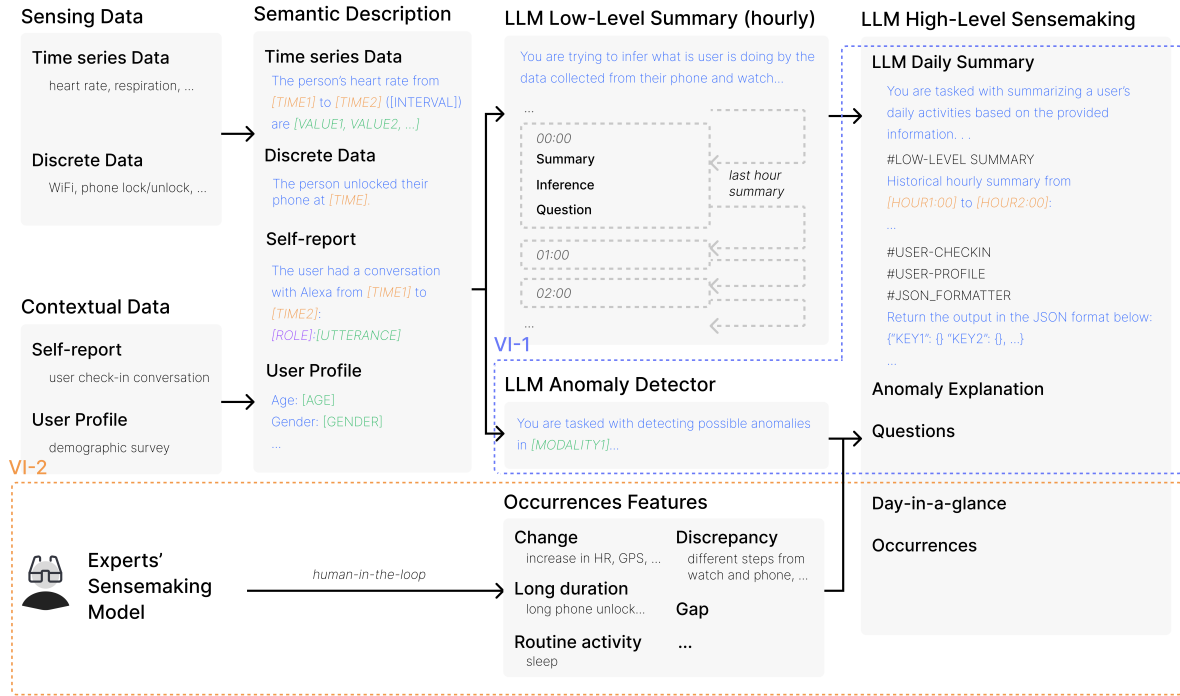 Sensing Data
Time series Data
heart rate, respiration, ...
Discrete Data
WiFi, phone lock/unlock, ...
Contextual Data
Self-report
user check-in conversation
User Profile
demographic survey
Semantic Description
Time series Data
The person's heart rate from
[TIME1] to [TIME2] ([INTERVAL])
are [VALUE1, VALUE2, ...]
Discrete Data
The person unlocked their
phone at [TIME].
Self-report
The user had a conversation
with Alexa from [TIME1] to
[TIME2]:
[ROLE]:[UTTERANCE]
User Profile
Age: [AGE]
Gender: [GENDER]
...
LLM Low-Level Summary (hourly)
You are trying to infer what is user is doing by the
data collected from their phone and watch...
...
00:00
Summary
Inference
Question
last hour
summary
01:00
02:00
...
VI-1
LLM Anomaly Detector
You are tasked with detecting possible anomalies
in [MODALITY1]...
LLM High-Level Sensemaking
LLM Daily Summary
You are tasked with summarizing a user's
daily activities based on the provided
information. . .
#LOW-LEVEL SUMMARY
Historical hourly summary from
[HOUR1:00] to [HOUR2:00]:
...
#USER-CHECKIN
#USER-PROFILE
#JSON_FORMATTER
Return the output in the JSON format below:
{"KEY1": {} "KEY2": {}, ...}
...
Anomaly Explanation
Questions
Day-in-a-glance
Occurrences
VI-2
Experts'
Sensemaking
Model
human-in-the-loop
Occurrences Features
Change
increase in HR, GPS, ...
Long duration
long phone unlock...
Routine activity
sleep
Discrepancy
different steps from
watch and phone, ...
Gap
...